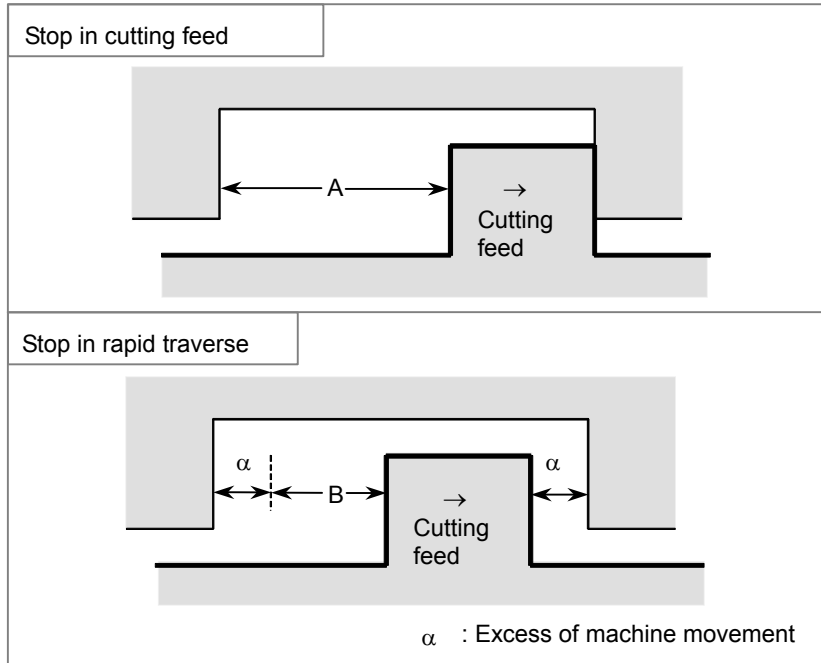 Stop in cutting feed
A
→
Cutting
feed
Stop in rapid traverse
α
B
α
→
Cutting
feed
α : Excess of machine movement